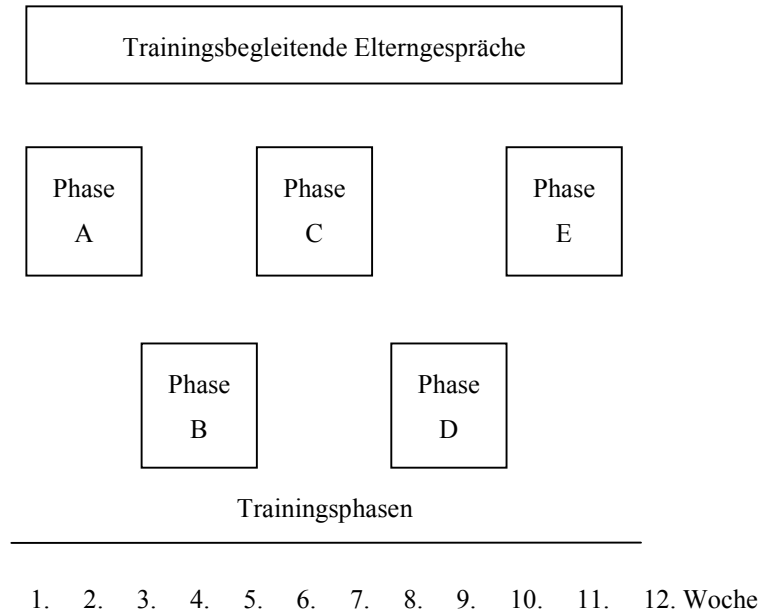 Trainingsbegleitende Elterngespräche
Phase
A
Phase
C
Phase
E
Phase
B
Phase
D
Trainingsphasen
1. 2. 3. 4. 5. 6. 7. 8. 9. 10. 11. 12. Woche